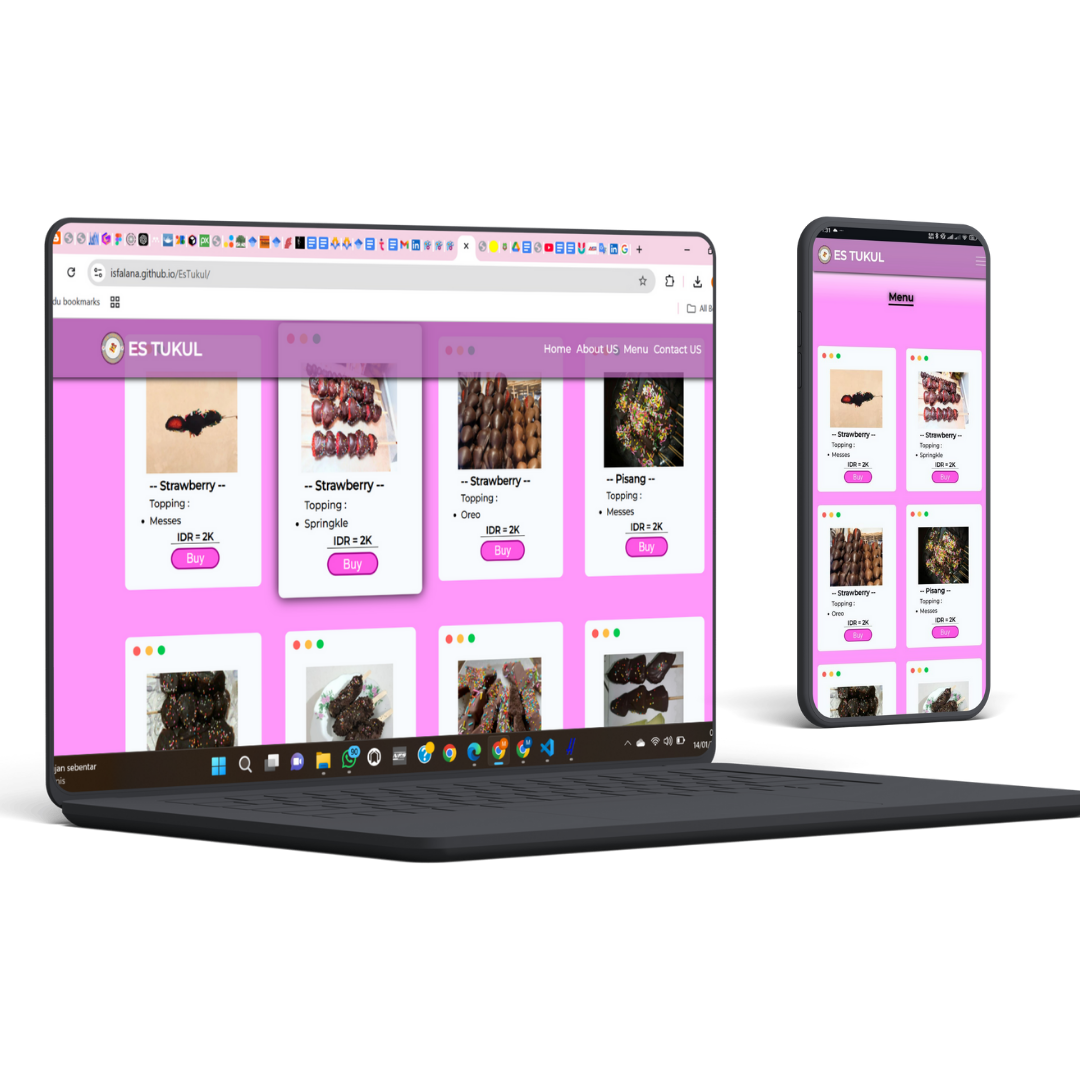 isfalana.github.io/EsTukul/
du bookmarks
All B
ES TUKUL
Home About US Menu Contact US
-- Strawberry --
Topping :
• Messes
IDR = 2K
Buy
-- Strawberry --
Topping :
• Springkle
IDR = 2K
Buy
-- Strawberry --
Topping :
• Oreo
IDR = 2K
Buy
-- Pisang --
Topping :
• Messes
IDR = 2K
Buy
jan sebentar
90
14/01/
ES TUKUL
Menu
-- Strawberry --
Topping :
• Messes
IDR = 2K
Buy
-- Strawberry --
Topping :
• Springkle
IDR = 2K
Buy
-- Strawberry --
Topping :
• Oreo
IDR = 2K
Buy
-- Pisang --
Topping :
• Messes
IDR = 2K
Buy